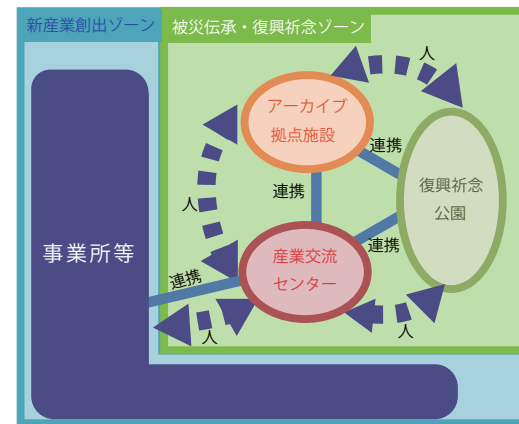 新産業創出ゾーン
被災伝承・復興祈念ゾーン
人
アーカイブ
拠点施設
連携
復興祈念
公園
連携
人
連携
事業所等
産業交流
センター
連携
人
人